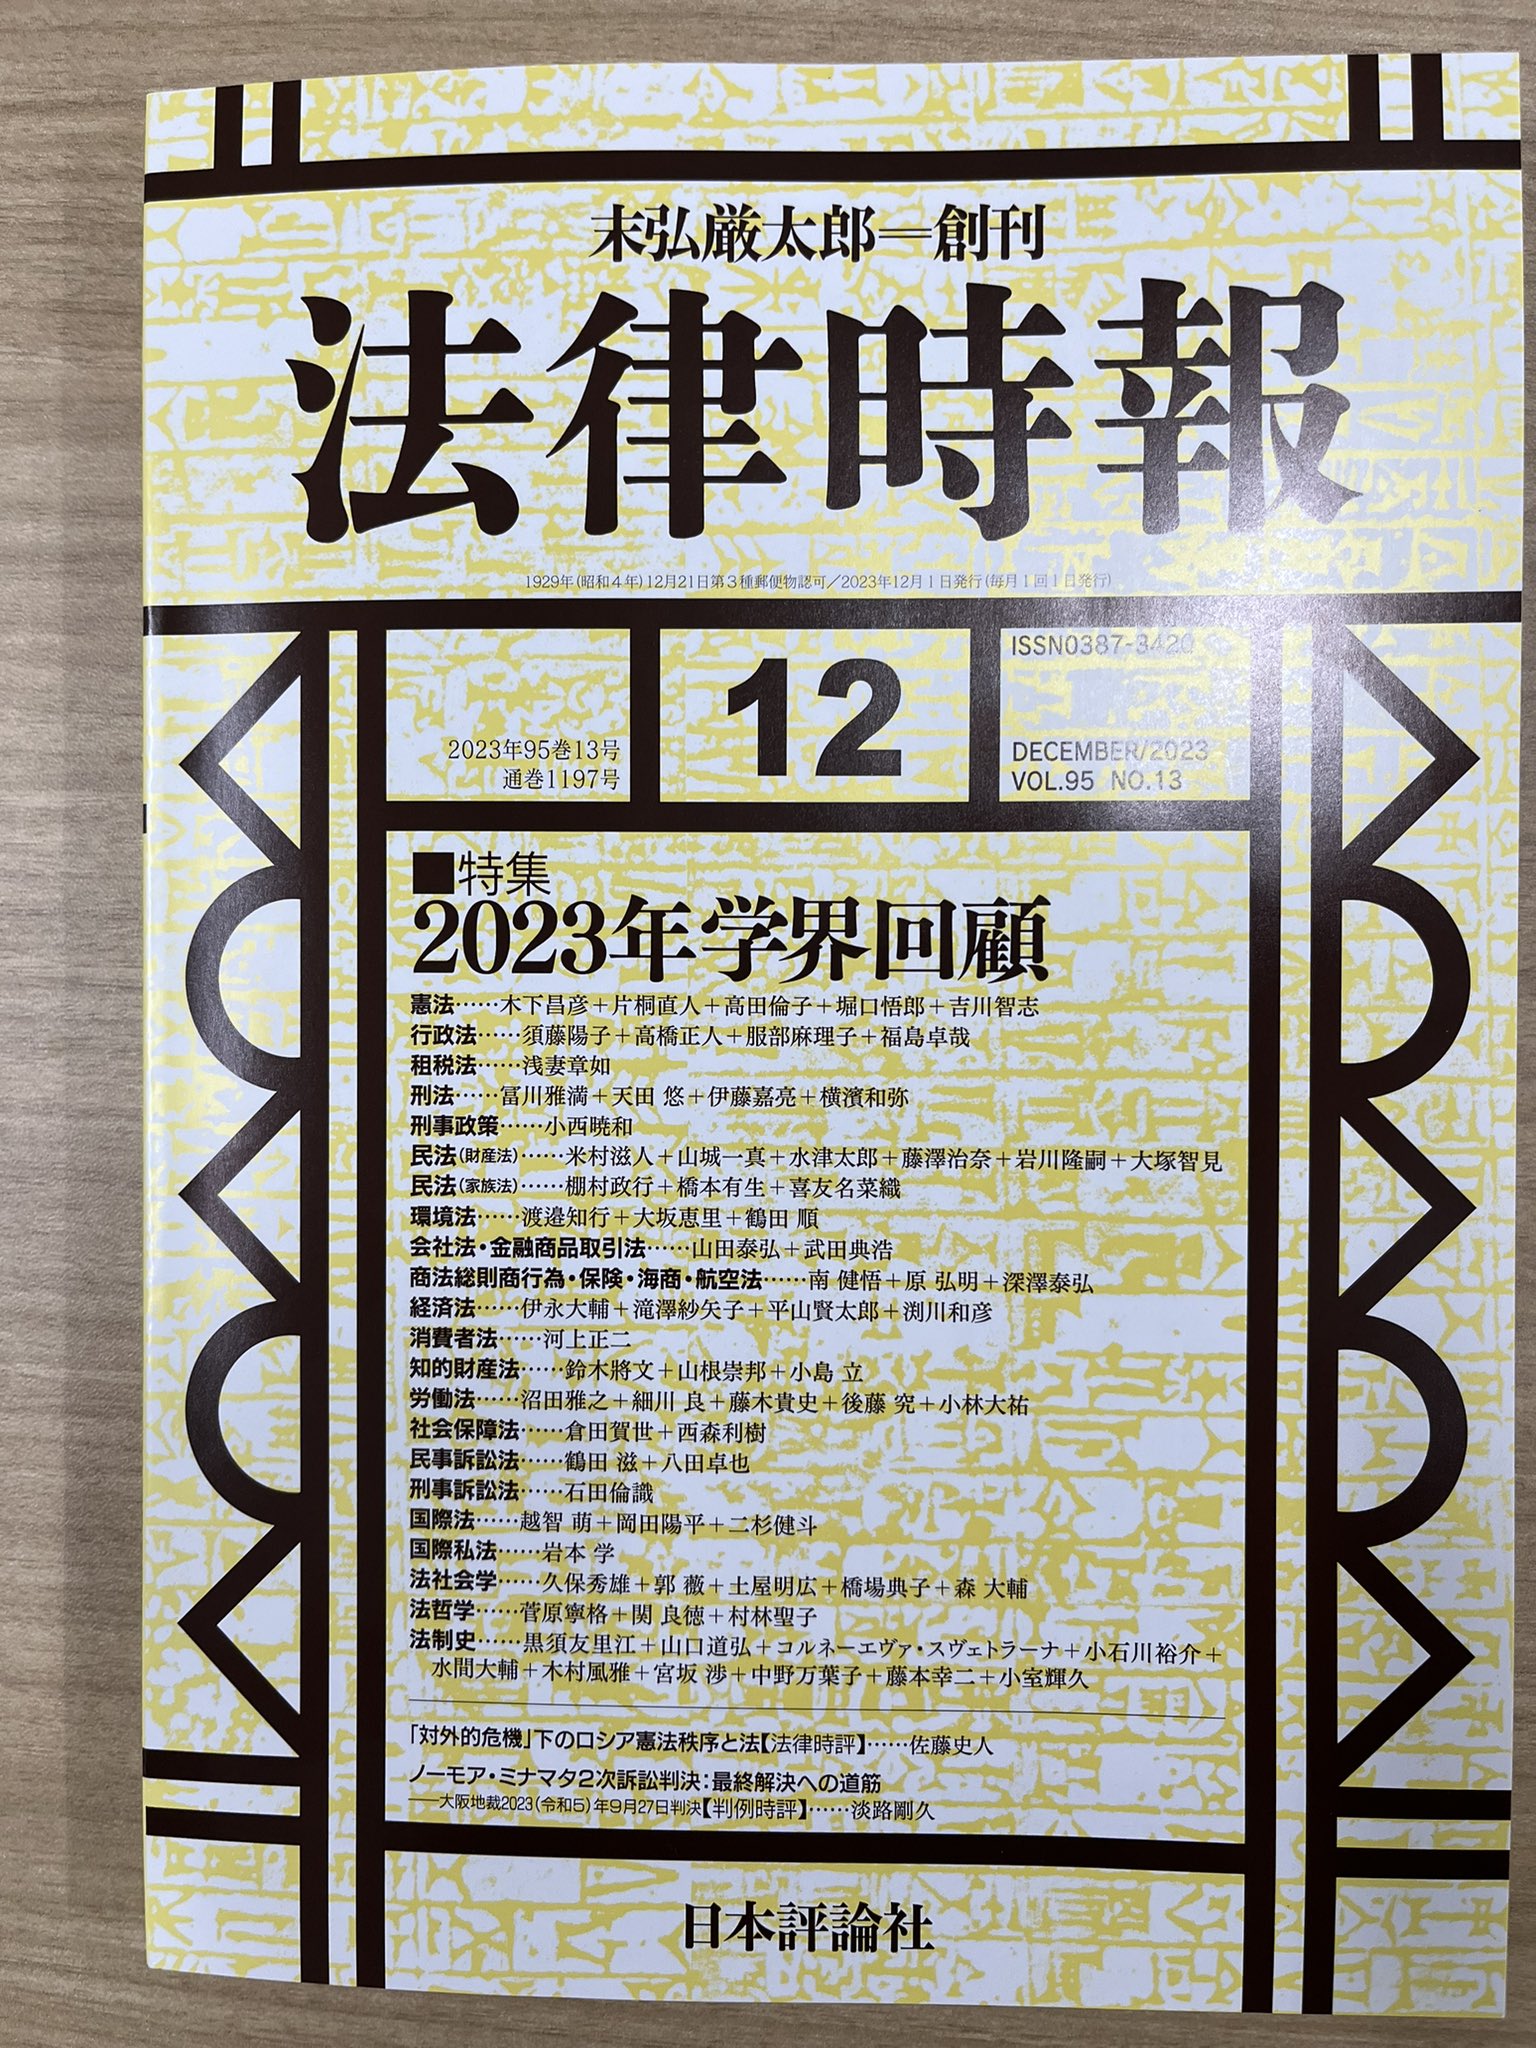 末弘厳太郎＝創刊
法律時報
1929年(昭和4年)12月21日第3種郵便物認可／2023年12月1日発行(毎月1回1日発行)
2023年95巻13号
通巻1197号
12
ISSN0387-3420
DECEMBER/2023
VOL.95 NO.13
■特集
2023年学界回顧
憲法……木下昌彦＋片桐直人＋高田倫子＋堀口悟郎＋吉川智志
行政法……須藤陽子＋高橋正人＋服部麻理子＋福島卓哉
租税法……浅妻章如
刑法……冨川雅満＋天田 悠＋伊藤嘉亮＋横濱和弥
刑事政策……小西暁和
民法(財産法)……米村滋人＋山城一真＋水津太郎＋藤澤治奈＋岩川隆嗣＋大塚智見
民法(家族法)……棚村政行＋橋本有生＋喜友名菜織
環境法……渡邉知行＋大坂恵里＋鶴田 順
会社法・金融商品取引法……山田泰弘＋武田典浩
商法総則商行為・保険・海商・航空法……南 健悟＋原 弘明＋深澤泰弘
経済法……伊永大輔＋滝澤紗矢子＋平山賢太郎＋渕川和彦
消費者法……河上正二
知的財産法……鈴木將文＋山根崇邦＋小島 立
労働法……沼田雅之＋細川 良＋藤木貴史＋後藤 究＋小林大祐
社会保障法……倉田賀世＋西森利樹
民事訴訟法……鶴田 滋＋八田卓也
刑事訴訟法……石田倫識
国際法……越智 萌＋岡田陽平＋二杉健斗
国際私法……岩本 学
法社会学……久保秀雄＋郭 薇＋土屋明広＋橋場典子＋森 大輔
法哲学……菅原寧格＋関 良徳＋村林聖子
法制史……黒須友里江＋山口道弘＋コルネーエヴァ・スヴェトラーナ＋小石川裕介＋
水間大輔＋木村風雅＋宮坂 渉＋中野万葉子＋藤本幸二＋小室輝久
「対外的危機」下のロシア憲法秩序と法【法律時評】……佐藤史人
ノーモア・ミナマタ2次訴訟判決：最終解決への道筋
──大阪地裁2023(令和5)年9月27日判決【判例時評】……淡路剛久
日本評論社